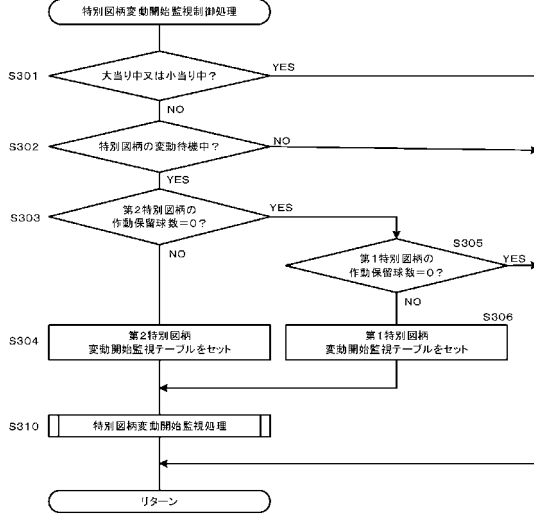 特別図柄変動開始監視制御処理
S301
大当り中又は小当り中?
YES
NO
S302
特別図柄の変動待機中?
NO
YES
S303
第2特別図柄の
作動保留球数=0?
YES
NO
S305
第1特別図柄の
作動保留球数=0?
YES
NO
S304
第2特別図柄
変動開始監視テーブルをセット
S306
第1特別図柄
変動開始監視テーブルをセット
S310
特別図柄変動開始監視処理
リターン